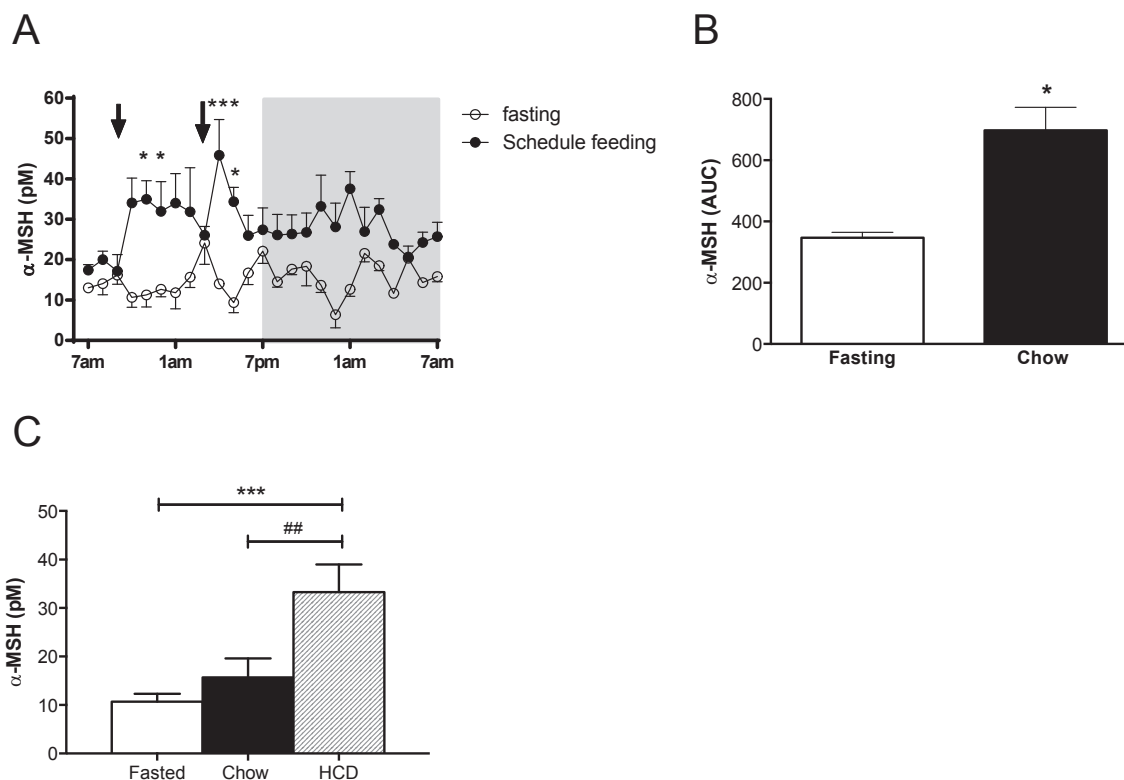 A
α-MSH (pM)
60
50
40
30
20
10
0
***
* *
*
7am 1am 7pm 1am 7am
fasting
Schedule feeding
B
α-MSH (AUC)
800
600
400
200
0
*
Fasting Chow
C
α-MSH (pM)
50
40
30
20
10
0
***
##
Fasted Chow HCD